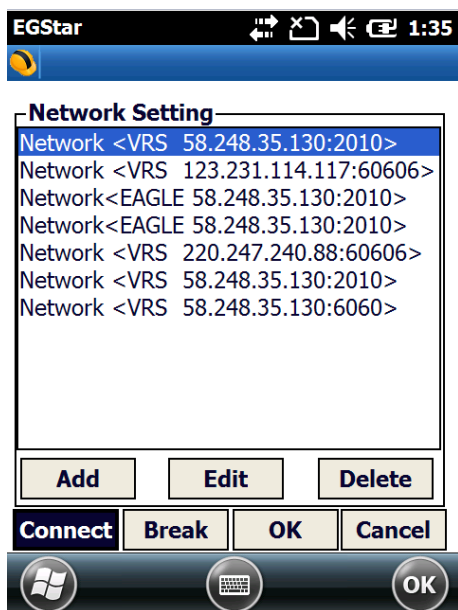 EGStar 1:35
Network Setting
Network <VRS 58.248.35.130:2010>
Network <VRS 123.231.114.117:60606>
Network<EAGLE 58.248.35.130:2010>
Network<EAGLE 58.248.35.130:2010>
Network <VRS 220.247.240.88:60606>
Network <VRS 58.248.35.130:2010>
Network <VRS 58.248.35.130:6060>
Add Edit Delete
Connect Break OK Cancel
OK